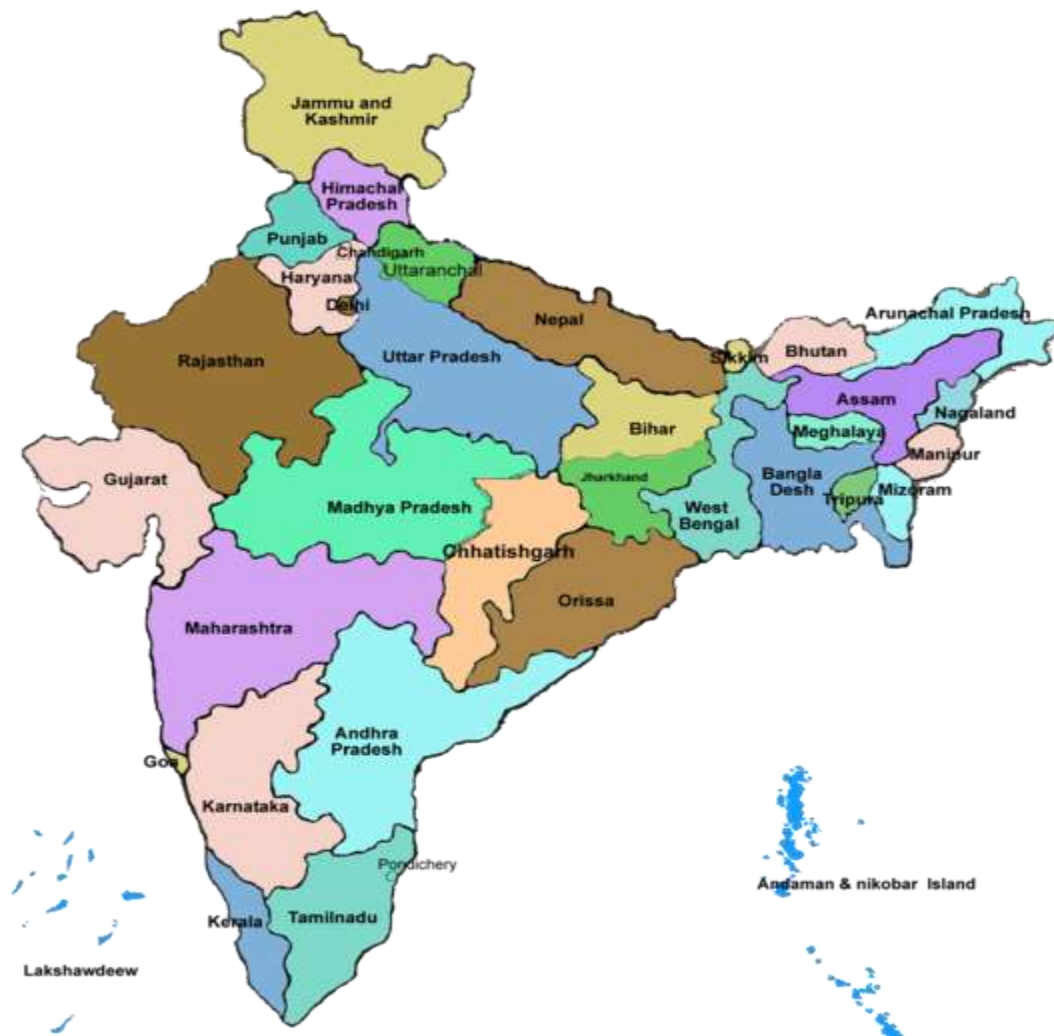 Jammu and
Kashmir
Himachal
Pradesh
Punjab
Chandigarh
Uttaranchal
Haryana
Delhi
Rajasthan
Uttar Pradesh
Nepal
Sikkim
Bhutan
Arunachal Pradesh
Assam
Nagaland
Meghalaya
Manipur
Bihar
Jharkhand
Bangla
Desh
Tripura
Mizoram
Gujarat
Madhya Pradesh
West
Bengal
Chhatishgarh
Orissa
Maharashtra
Andhra
Pradesh
Goa
Karnataka
Pondichery
Andaman & nikobar Island
Kerala
Tamilnadu
Lakshawdeew